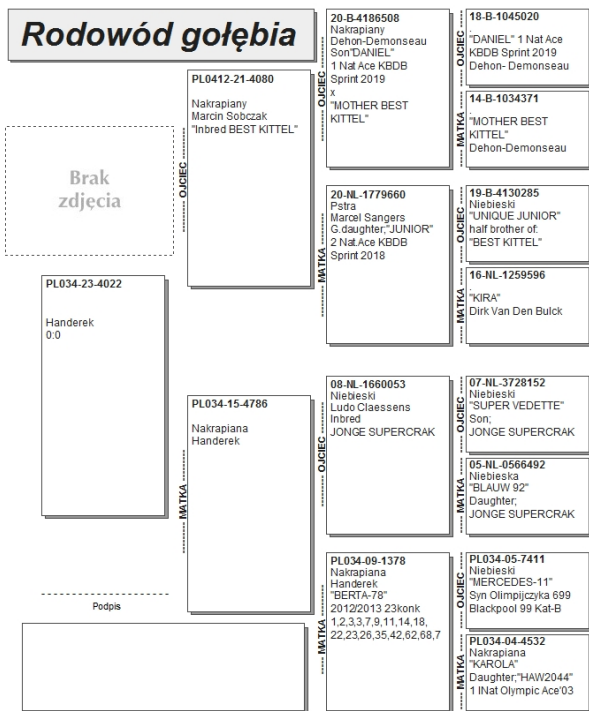 Rodowód gołębia
Brak
zdjęcia
PL034-23-4022
Handerek
0:0
Podpis
OJCIEC
PL0412-21-4080
Nakrapiany
Marcin Sobczak
"Inbred BEST KITTEL"
MATKA
PL034-15-4786
Nakrapiana
Handerek
OJCIEC
20-B-4186508
Nakrapiany
Dehon-Demonseau
Son"DANIEL"
1 Nat Ace KBDB
Sprint 2019
x
"MOTHER BEST
KITTEL"
MATKA
20-NL-1779660
Pstra
Marcel Sangers
G.daughter;"JUNIOR"
2 Nat.Ace KBDB
Sprint 2018
OJCIEC
08-NL-1660053
Niebieski
Ludo Claessens
Inbred
JONGE SUPERCRAK
MATKA
PL034-09-1378
Nakrapiana
Handerek
"BERTA-78"
2012/2013 23konk
1,2,3,3,7,9,11,14,18,
22,23,26,35,42,62,68,7
OJCIEC
18-B-1045020
.
"DANIEL" 1 Nat Ace
KBDB Sprint 2019
Dehon- Demonseau
MATKA
14-B-1034371
.
"MOTHER BEST
KITTEL"
Dehon-Demonseau
OJCIEC
19-B-4130285
Niebieski
"UNIQUE JUNIOR"
half brother of:
"BEST KITTEL"
MATKA
16-NL-1259596
.
"KIRA"
Dirk Van Den Bulck
OJCIEC
07-NL-3728152
Niebieski
"SUPER VEDETTE"
Son;
JONGE SUPERCRAK
MATKA
05-NL-0566492
Niebieska
"BLAUW 92"
Daughter;
JONGE SUPERCRAK
OJCIEC
PL034-05-7411
Niebieski
"MERCEDES-11"
Syn Olimpijczyka 699
Blackpool 99 Kat-B
MATKA
PL034-04-4532
Nakrapiana
"KAROLA"
Daughter;"HAW2044"
1 INat Olympic Ace'03